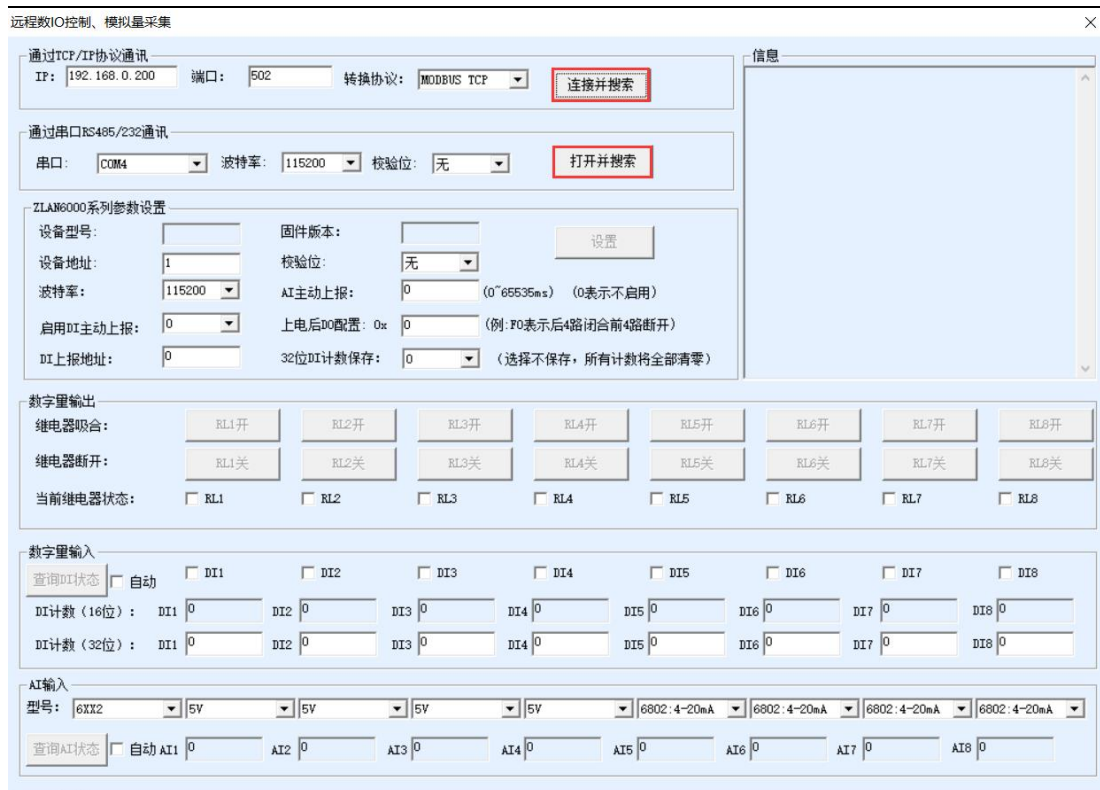 远程数IO控制、模拟量采集
通过TCP/IP协议通讯
IP: 192.168.0.200 端口: 502 转换协议: MODBUS TCP 连接并搜索
信息
通过串口RS485/232通讯
串口: COM4 波特率: 115200 校验位: 无 打开并搜索
ZLAN6000系列参数设置
设备型号: 固件版本: 设置
设备地址: 1 校验位: 无
波特率: 115200 AI主动上报: 0 (0~65535ms) (0表示不启用)
启用DI主动上报: 0 上电后DO配置: 0x 0 (例:F0表示后4路闭合前4路断开)
DI上报地址: 0 32位DI计数保存: 0 (选择不保存，所有计数将全部清零)
数字量输出
继电器吸合: RL1开 RL2开 RL3开 RL4开 RL5开 RL6开 RL7开 RL8开
继电器断开: RL1关 RL2关 RL3关 RL4关 RL5关 RL6关 RL7关 RL8关
当前继电器状态: RL1 RL2 RL3 RL4 RL5 RL6 RL7 RL8
数字里输入
查询DI状态 自动 DI1 DI2 DI3 DI4 DI5 DI6 DI7 DI8
DI计数（16位）: DI1 0 DI2 0 DI3 0 DI4 0 DI5 0 DI6 0 DI7 0 DI8 0
DI计数（32位）: DI1 0 DI2 0 DI3 0 DI4 0 DI5 0 DI6 0 DI7 0 DI8 0
AI输入
型号: 6XX2 5V 5V 5V 5V 6802:4-20mA 6802:4-20mA 6802:4-20mA 6802:4-20mA
查询AI状态 自动 AI1 0 AI2 0 AI3 0 AI4 0 AI5 0 AI6 0 AI7 0 AI8 0